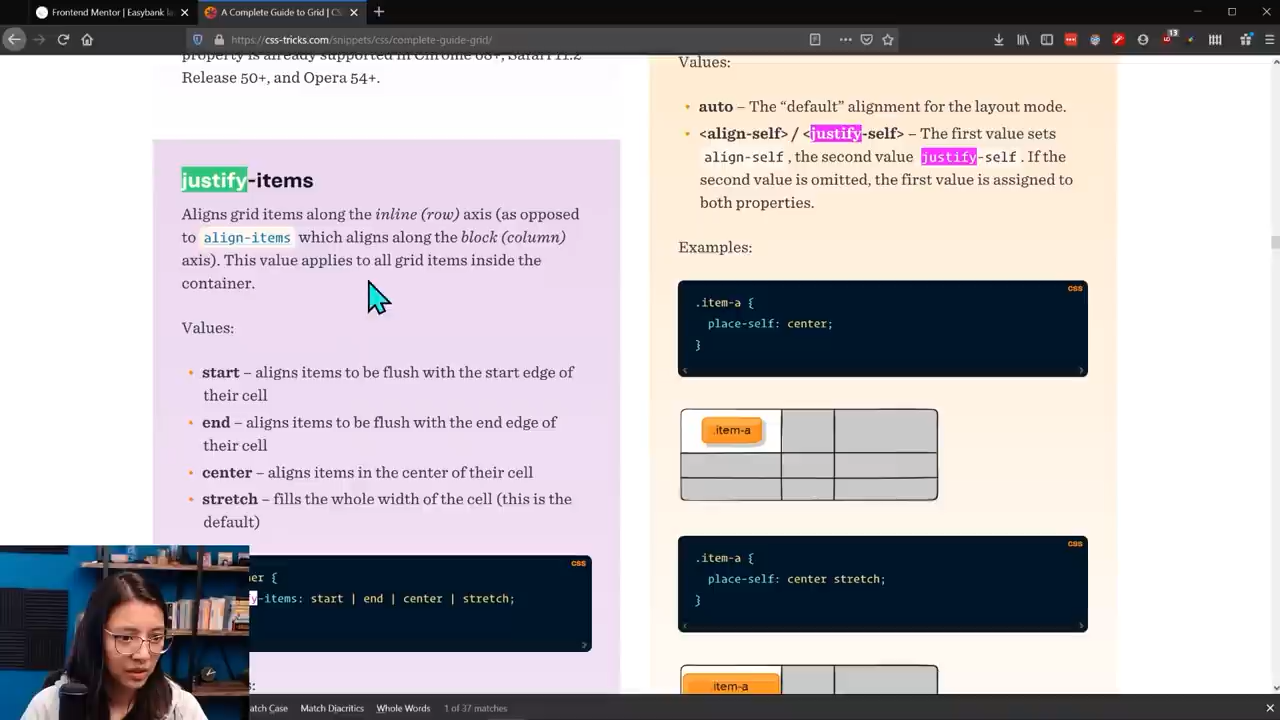 Frontend Mentor | Easybank la
A Complete Guide to Grid | CS
https://css-tricks.com/snippets/css/complete-guide-grid/
13
property is already supported in Chrome 68+, Safari 11.2
Release 50+, and Opera 54+.
justify-items
Aligns grid items along the inline (row) axis (as opposed
to align-items which aligns along the block (column)
axis). This value applies to all grid items inside the
container.
Values:
start – aligns items to be flush with the start edge of
their cell
end – aligns items to be flush with the end edge of
their cell
center – aligns items in the center of their cell
stretch – fills the whole width of the cell (this is the
default)
css
ner {
y-items: start | end | center | stretch;
s:
Values:
auto – The “default” alignment for the layout mode.
<align-self> / <justify-self> – The first value sets
align-self, the second value justify-self. If the
second value is omitted, the first value is assigned to
both properties.
Examples:
css
.item-a {
place-self: center;
}
.item-a
css
.item-a {
place-self: center stretch;
}
.item-a
atch Case Match Diacritics Whole Words 1 of 37 matches